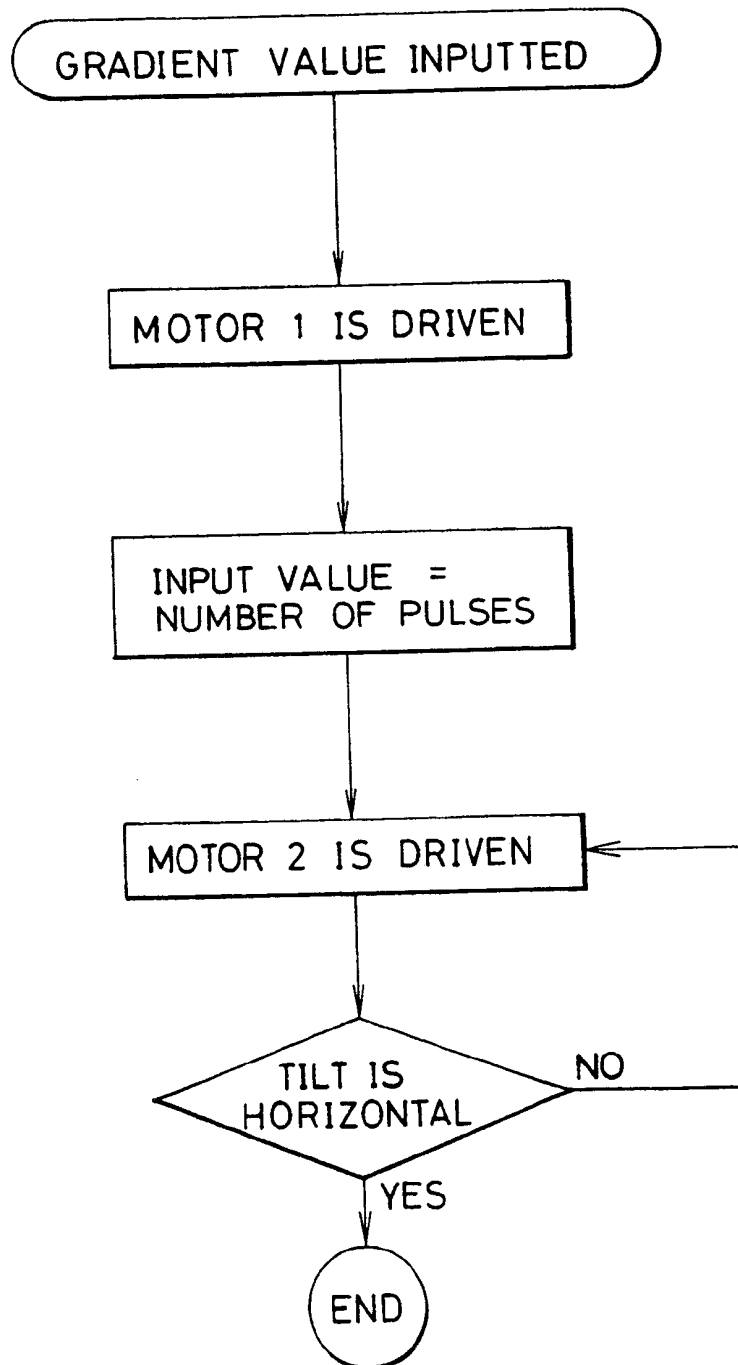 GRADIENT VALUE INPUTTED
MOTOR 1 IS DRIVEN
INPUT VALUE =
NUMBER OF PULSES
MOTOR 2 IS DRIVEN
TILT IS
HORIZONTAL
NO
YES
END